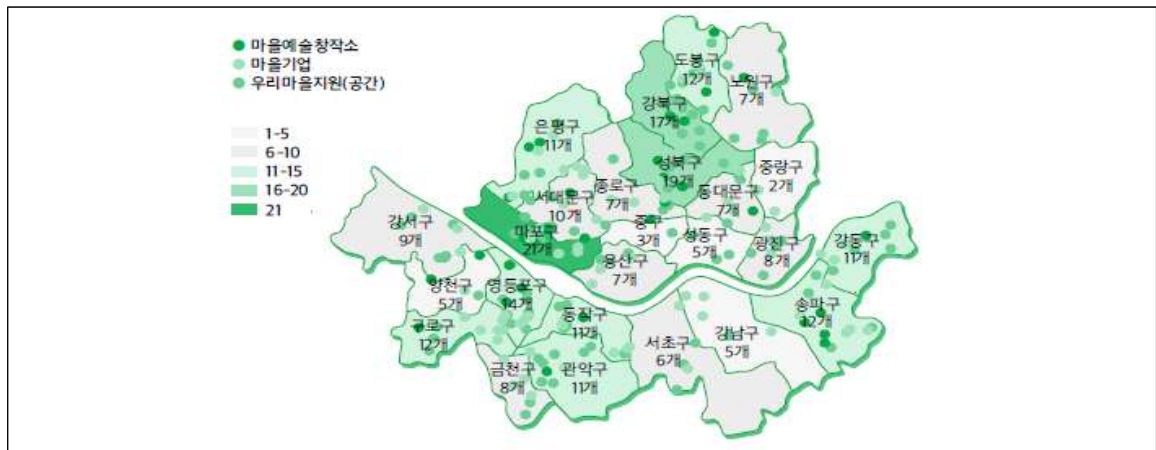 마을예술창작소
마을기업
우리마을지원(공간)
1-5
6-10
11-15
16-20
21
도봉구
12개
노원구
7개
강북구
17개
은평구
11개
성북구
19개
중랑구
2개
종로구
7개
동대문구
7개
서대문구
10개
강서구
9개
마포구
21개
중구
3개
성동구
5개
광진구
8개
강동구
11개
용산구
7개
양천구
5개
영등포구
14개
송파구
12개
구로구
12개
동작구
11개
강남구
5개
서초구
6개
금천구
8개
관악구
11개